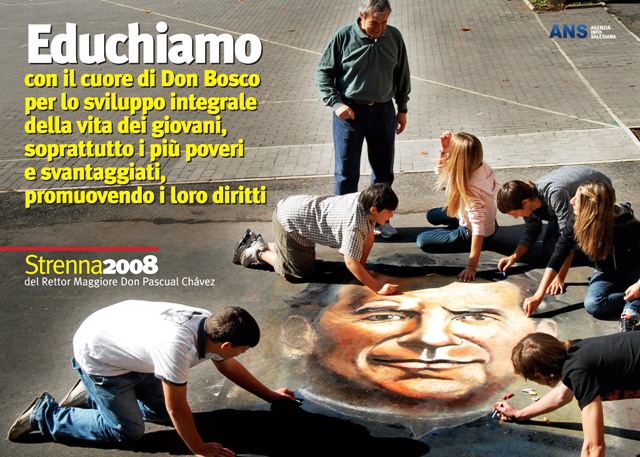 Educhiamo
con il cuore di Don Bosco
per lo sviluppo integrale
della vita dei giovani,
soprattutto i più poveri
e svantaggiati,
promuovendo i loro diritti
Strenna2008
del Rettor Maggiore Don Pascual Chávez
ANS AGENZIA
INFO
SALESIANA